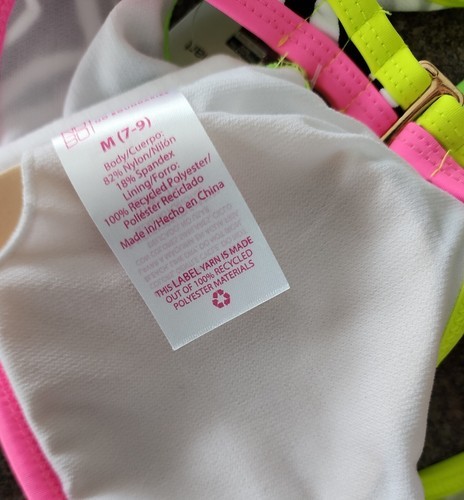 M (7-9)
Body/Cuerpo:
82% Nylon/Nilón
18% Spandex
Lining/Forro:
100% Recycled Polyester/
Poliéster Reciclado
Made in/Hecho en China
THIS LABEL YARN IS MADE
OUT OF 100% RECYCLED
POLYESTER MATERIALS